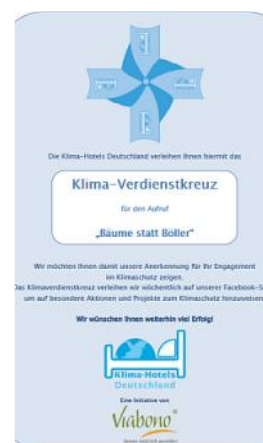 Die Klima-Hotels Deutschland verleihen Ihnen hiermit das
Klima-Verdienstkreuz
für den Aufruf
„Bäume statt Böller"
Wir möchten Ihnen damit unsere Anerkennung für Ihr Engagement
im Klimaschutz zeigen.
Das Klimaverdienstkreuz verleihen wir wöchentlich auf unserer Facebook-S
um auf besondere Aktionen und Projekte zum Klimaschutz hinzuweisen
Wir wünschen Ihnen weiterhin viel Erfolg!
Klima-Hotels
Deutschland
Eine Initiative von
Viabono®